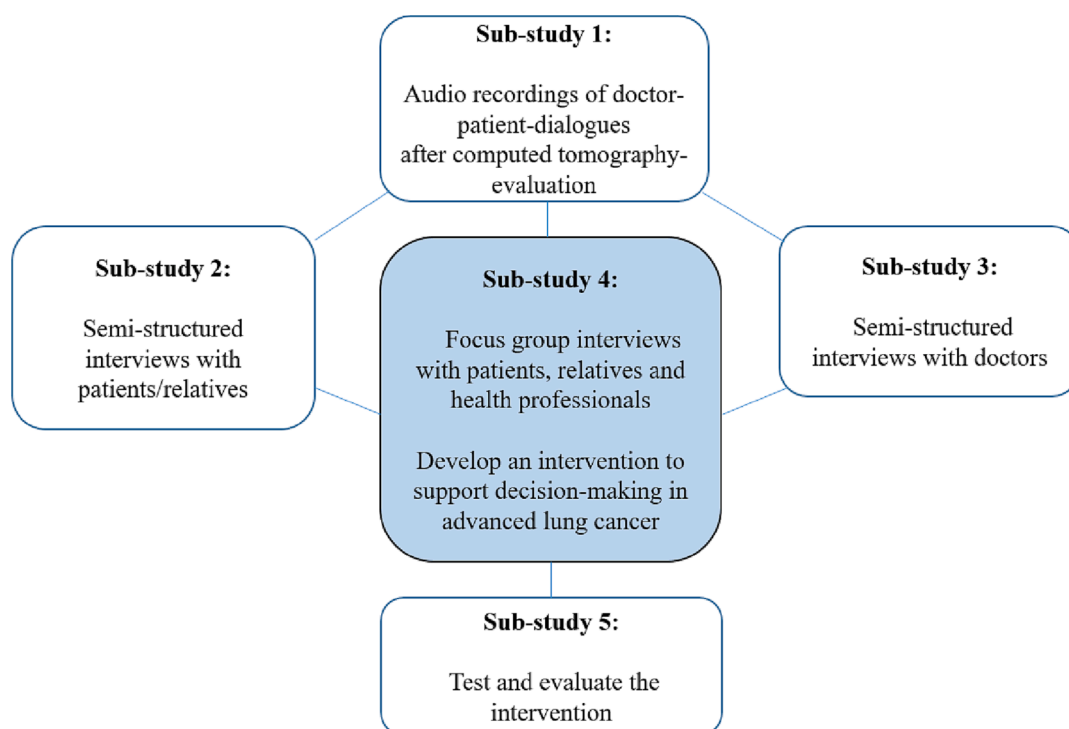 Sub-study 1:
Audio recordings of doctor-
patient-dialogues
after computed tomography-
evaluation
Sub-study 2:
Semi-structured
interviews with
patients/relatives
Sub-study 4:
Focus group interviews
with patients, relatives and
health professionals
Develop an intervention to
support decision-making in
advanced lung cancer
Sub-study 3:
Semi-structured
interviews with doctors
Sub-study 5:
Test and evaluate the
intervention